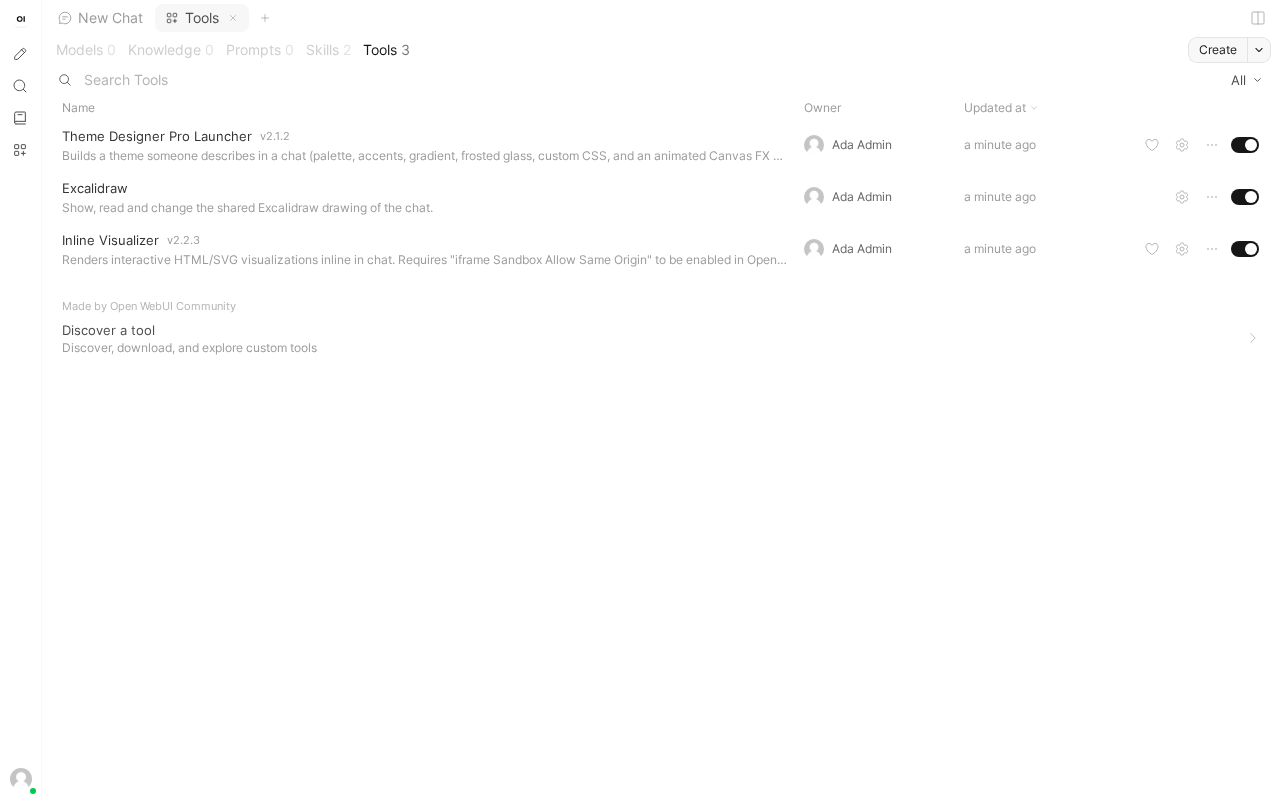 OI
New Chat
Tools
Models 0 Knowledge 0 Prompts 0 Skills 2 Tools 3
Create
Search Tools
All
Name Owner Updated at
Theme Designer Pro Launcher v2.1.2
Builds a theme someone describes in a chat (palette, accents, gradient, frosted glass, custom CSS, and an animated Canvas FX ...
Ada Admin
a minute ago
Excalidraw
Show, read and change the shared Excalidraw drawing of the chat.
Ada Admin
a minute ago
Inline Visualizer v2.2.3
Renders interactive HTML/SVG visualizations inline in chat. Requires "iframe Sandbox Allow Same Origin" to be enabled in Open...
Ada Admin
a minute ago
Made by Open WebUI Community
Discover a tool
Discover, download, and explore custom tools